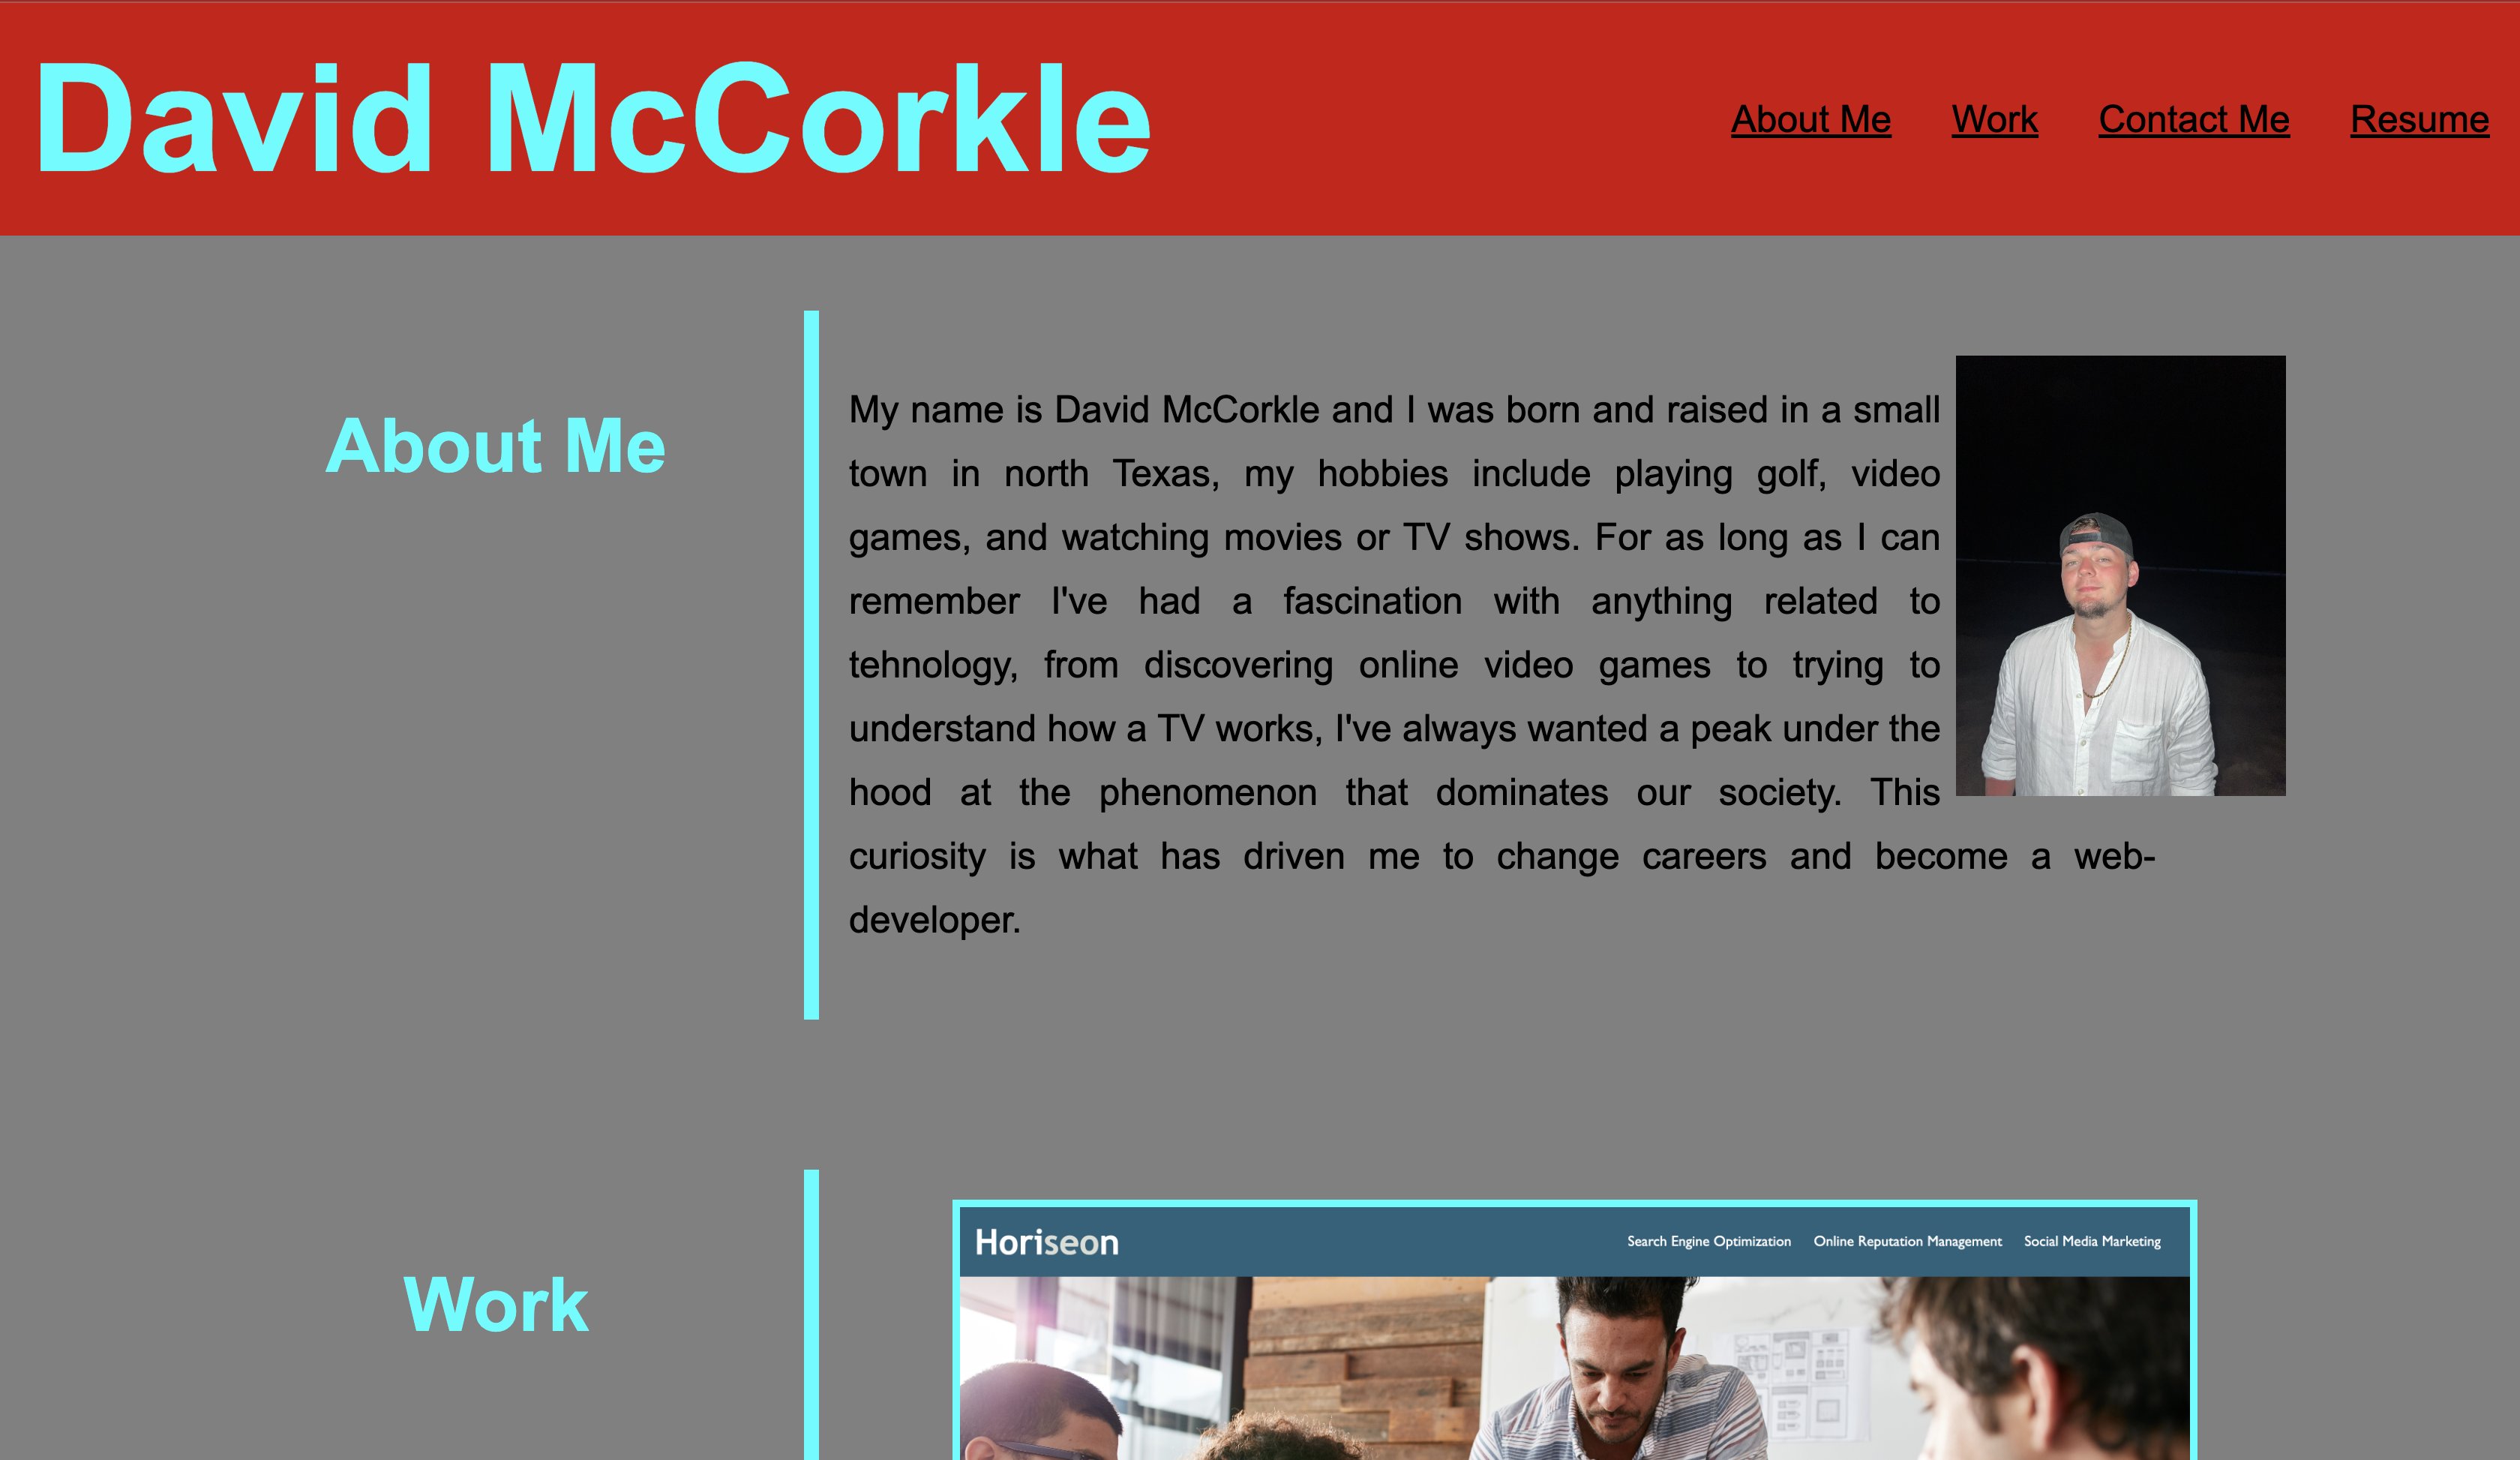 David McCorkle
About Me Work Contact Me Resume
About Me
My name is David McCorkle and I was born and raised in a small
town in north Texas, my hobbies include playing golf, video
games, and watching movies or TV shows. For as long as I can
remember I've had a fascination with anything related to
tehnology, from discovering online video games to trying to
understand how a TV works, I've always wanted a peak under the
hood at the phenomenon that dominates our society. This
curiosity is what has driven me to change careers and become a web-
developer.
Work
Horiseon
Search Engine Optimization Online Reputation Management Social Media Marketing